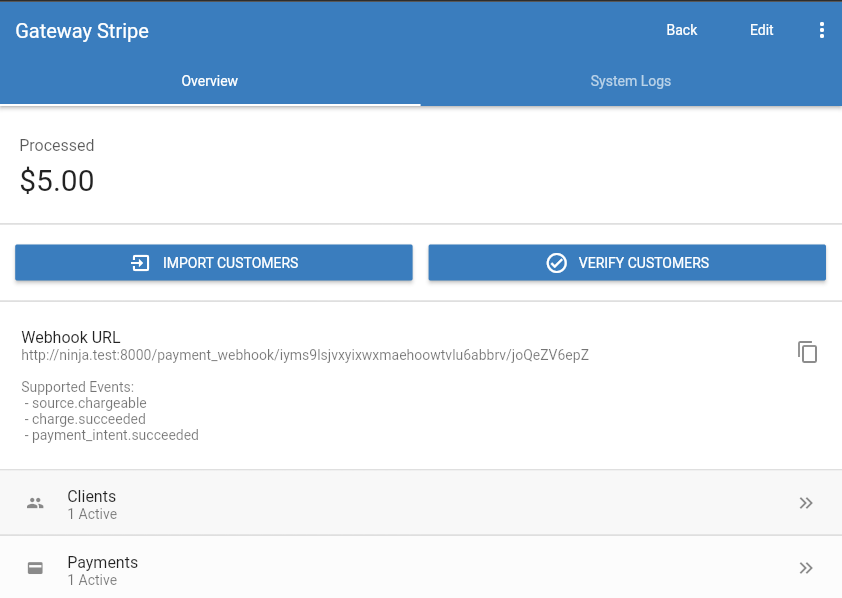 Gateway Stripe
Back
Edit
Overview
System Logs
Processed
$5.00
IMPORT CUSTOMERS
VERIFY CUSTOMERS
Webhook URL
http://ninja.test:8000/payment_webhook/iyms9lsjvxyixwxmaehoowtvlu6abbrv/joQeZV6epZ
Supported Events:
- source.chargeable
- charge.succeeded
- payment_intent.succeeded
Clients
1 Active
Payments
1 Active